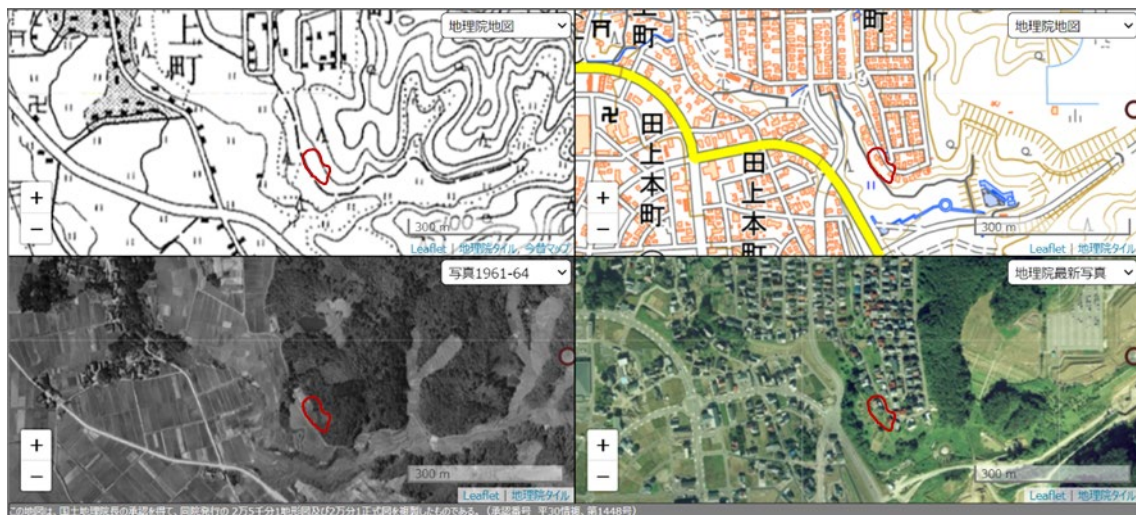 地理院地図
上
町
卍
+
−
300 m
Leaflet | 地理院タイル, 今昔マップ
地理院地図
上
町
町
卍
田
上
本
町
田
上
本
町
+
−
300 m
Leaflet | 地理院タイル
写真1961-64
+
−
300 m
Leaflet | 地理院タイル
地理院最新写真
+
−
300 m
Leaflet | 地理院タイル
この地図は、国土地理院長の承認を得て、同院発行の 2万5千分1地形図及び2万分1正式図を複製したものである。（承認番号 平30情複、第1448号）